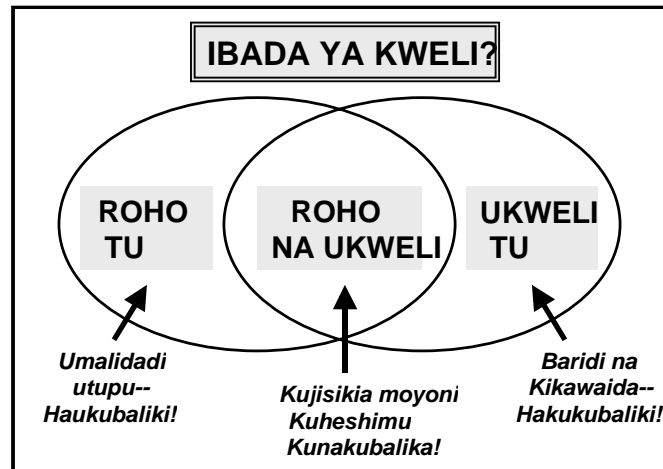 IBADA YA KWELI?
ROHO
TU
ROHO
NA UKWELI
UKWELI
TU
Umalidadi
utupu--
Haukubaliki!
Kujisikia moyoni
Kuheshimu
Kunakubalika!
Baridi na
Kikawaida--
Hakukubaliki!